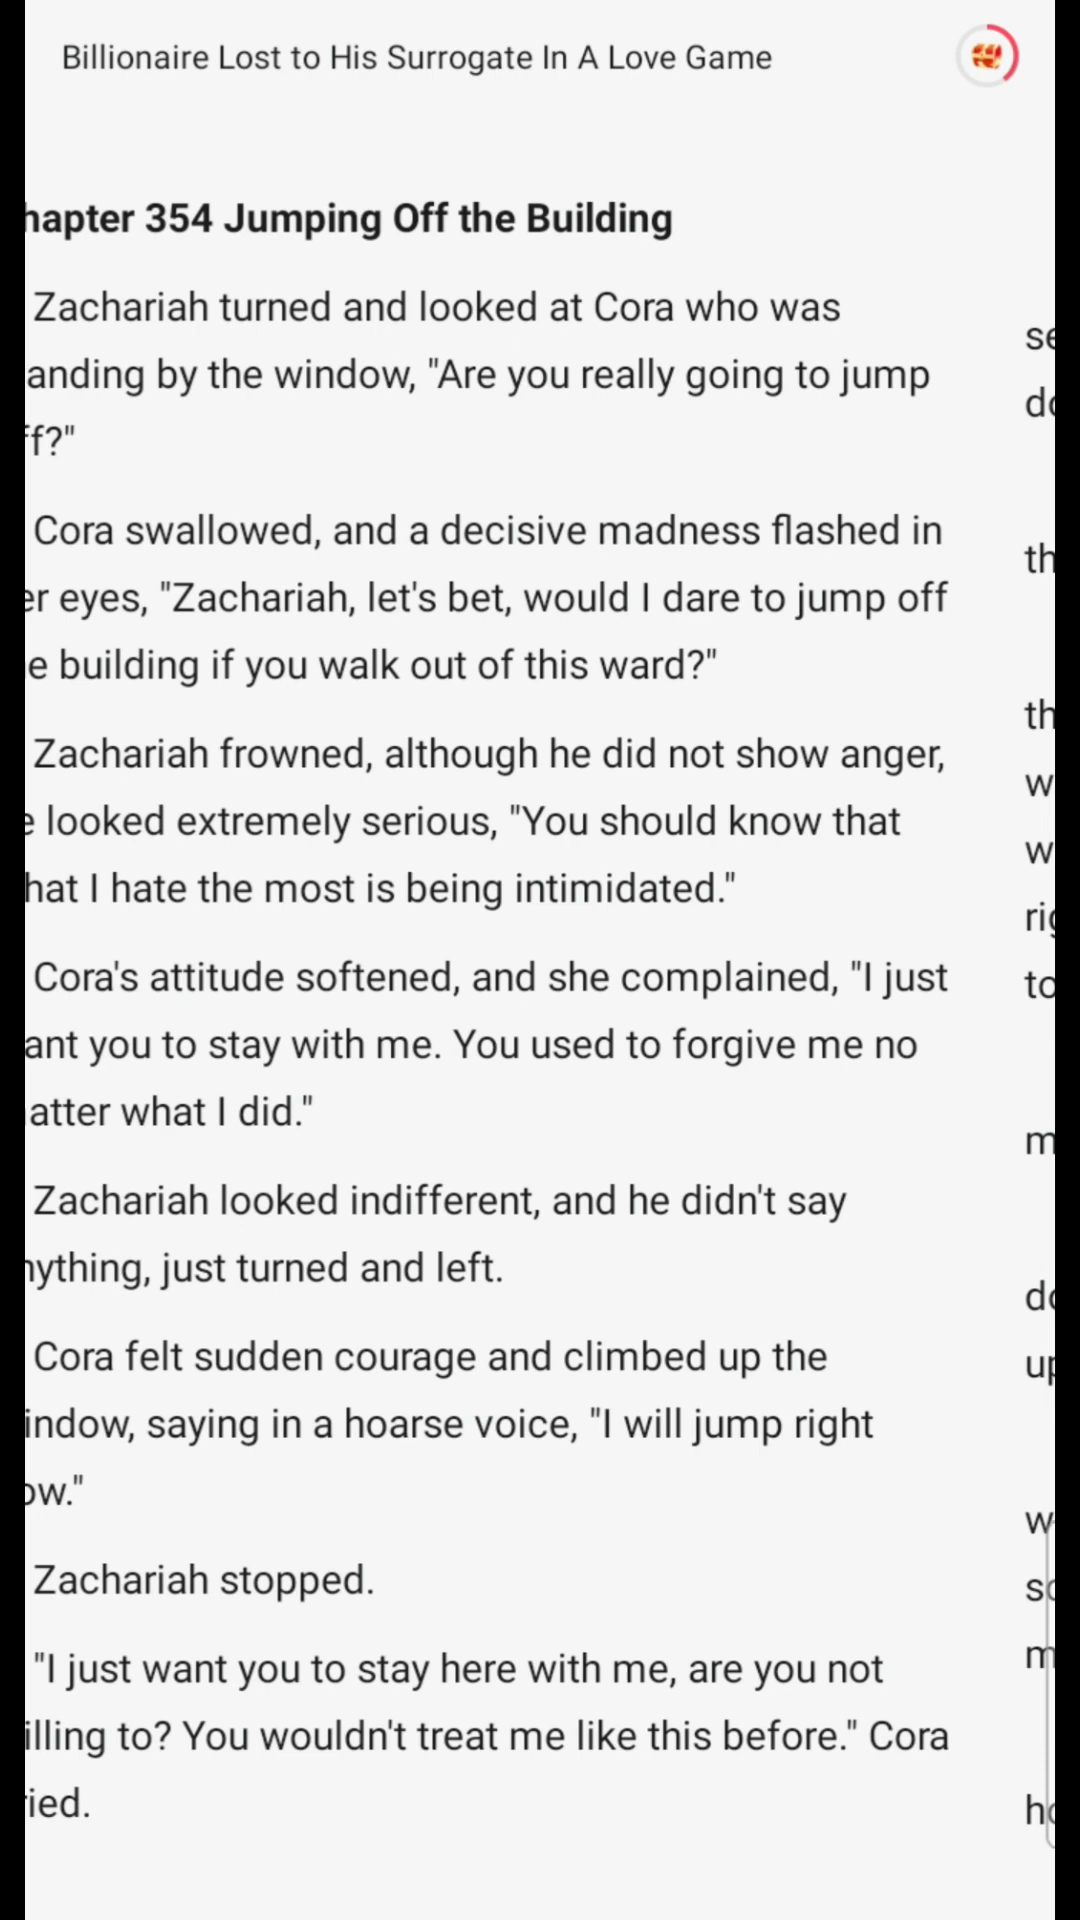 Billionaire Lost to His Surrogate In A Love Game
hapter 354 Jumping Off the Building
Zachariah turned and looked at Cora who was
anding by the window, "Are you really going to jump
ff?"
Cora swallowed, and a decisive madness flashed in
er eyes, "Zachariah, let's bet, would I dare to jump off
e building if you walk out of this ward?"
Zachariah frowned, although he did not show anger,
e looked extremely serious, "You should know that
hat I hate the most is being intimidated."
Cora's attitude softened, and she complained, "I just
ant you to stay with me. You used to forgive me no
atter what I did."
Zachariah looked indifferent, and he didn't say
nything, just turned and left.
Cora felt sudden courage and climbed up the
indow, saying in a hoarse voice, "I will jump right
ow."
Zachariah stopped.
"I just want you to stay here with me, are you not
illing to? You wouldn't treat me like this before." Cora
ried.